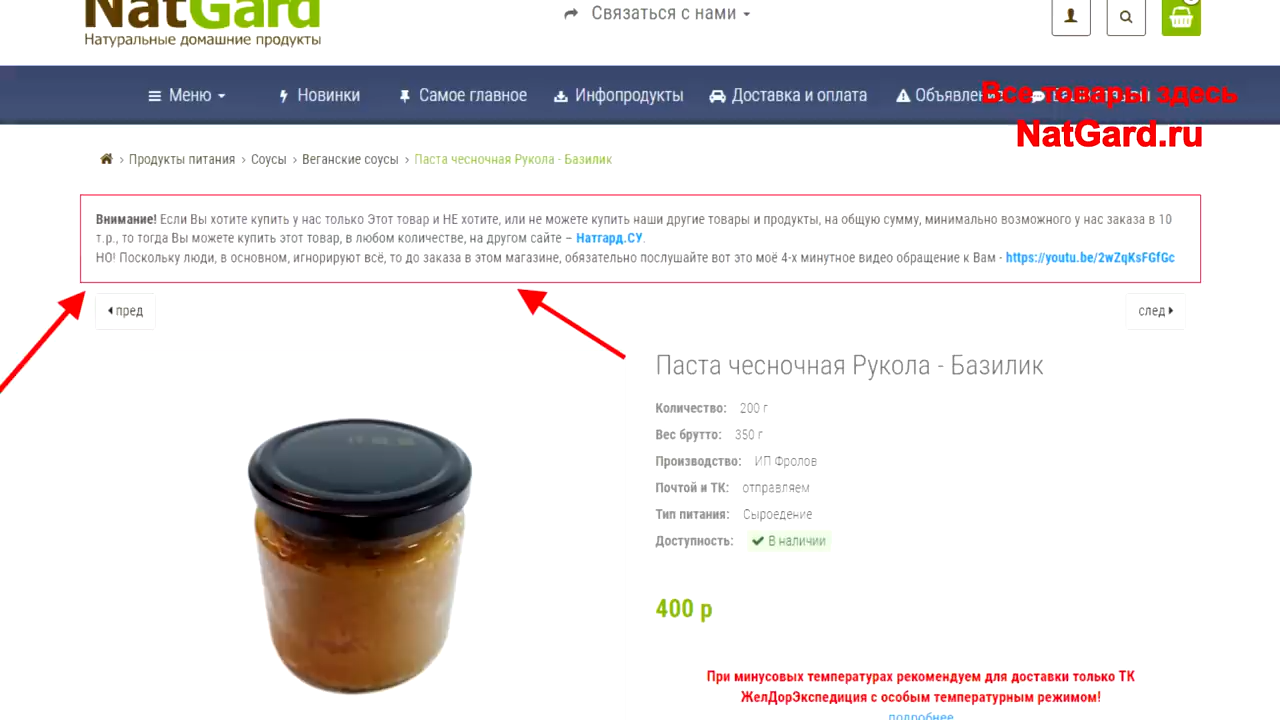 NatGard
Натуральные домашние продукты
Связаться с нами
Меню
Новинки
Самое главное
Инфопродукты
Доставка и оплата
Объявление
Все товары здесь
NatGard.ru
Продукты питания › Соусы › Веганские соусы › Паста чесночная Рукола - Базилик
Внимание! Если Вы хотите купить у нас только Этот товар и НЕ хотите, или не можете купить наши другие товары и продукты, на общую сумму, минимально возможного у нас заказа в 10
т.р., то тогда Вы можете купить этот товар, в любом количестве, на другом сайте – Натгард.СУ.
НО! Поскольку люди, в основном, игнорируют всё, то до заказа в этом магазине, обязательно послушайте вот это моё 4-х минутное видео обращение к Вам - https://youtu.be/2wZqKsFGfGc
пред
след
Паста чесночная Рукола - Базилик
Количество: 200 г
Вес брутто: 350 г
Производство: ИП Фролов
Почтой и ТК: отправляем
Тип питания: Сыроедение
Доступность: В наличии
400 р
При минусовых температурах рекомендуем для доставки только ТК
ЖелДорЭкспедиция с особым температурным режимом!
подробнее